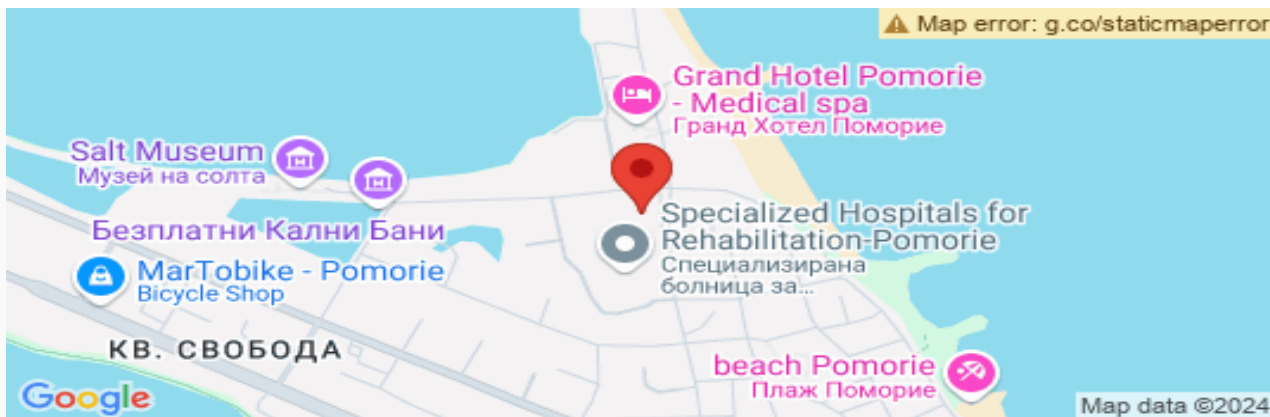 Map error: g.co/staticmaperror
Grand Hotel Pomorie
- Medical spa
Гранд Хотел Поморие
Salt Museum
Музей на солта
Безплатни Кални Бани
Specialized Hospitals for
Rehabilitation-Pomorie
Специализирана
болница за...
MarTobike - Pomorie
Bicycle Shop
КВ. СВОБОДА
beach Pomorie
Плаж Поморие
Google
Map data ©2024